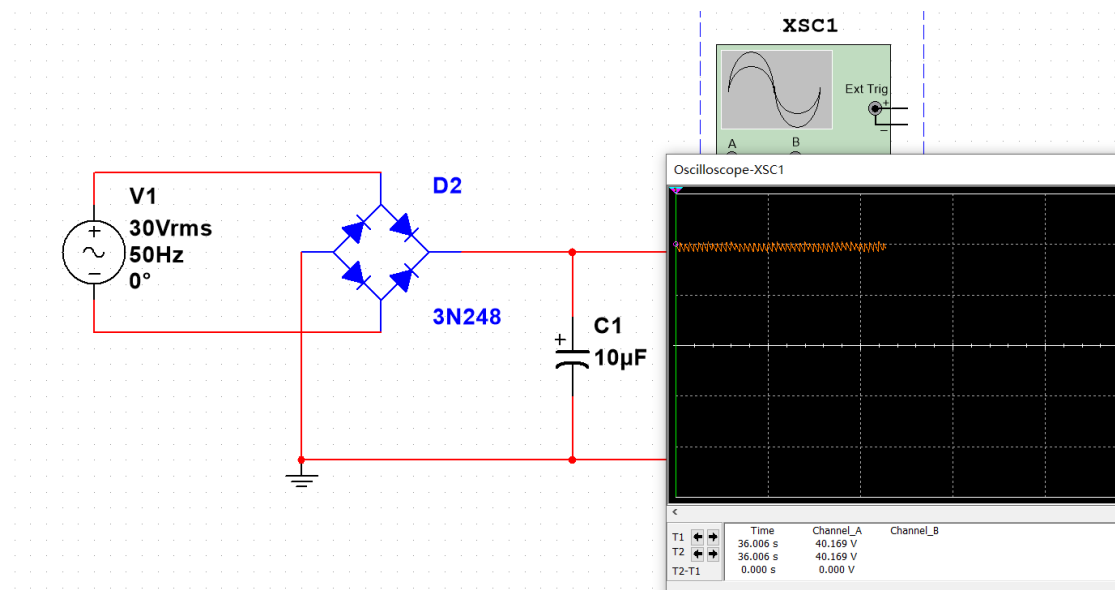 XSC1
Ext Trig
+
−
A
B
V1
30Vrms
50Hz
0°
+
−
D2
3N248
C1
10µF
+
Oscilloscope-XSC1
<
T1
T2
T2-T1
Time Channel_A Channel_B
36.006 s 40.169 V
36.006 s 40.169 V
0.000 s 0.000 V